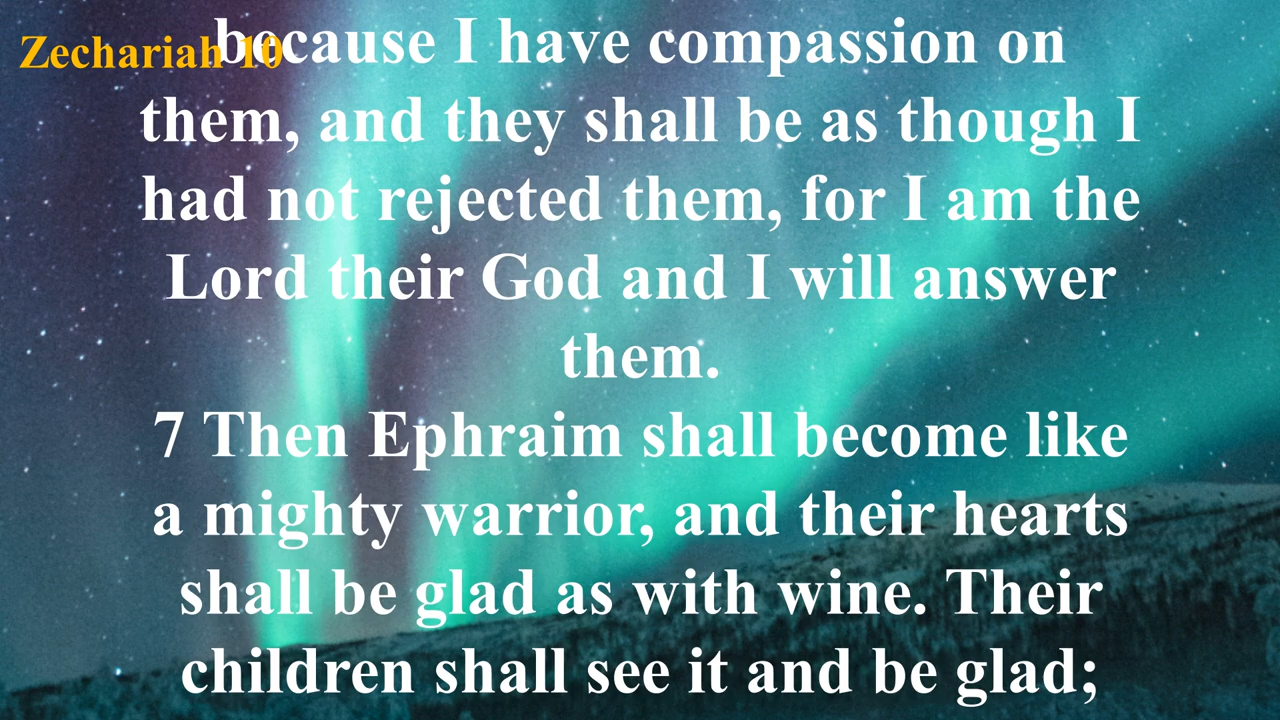 Zechariah 10
because I have compassion on
them, and they shall be as though I
had not rejected them, for I am the
Lord their God and I will answer
them.
7 Then Ephraim shall become like
a mighty warrior, and their hearts
shall be glad as with wine. Their
children shall see it and be glad;